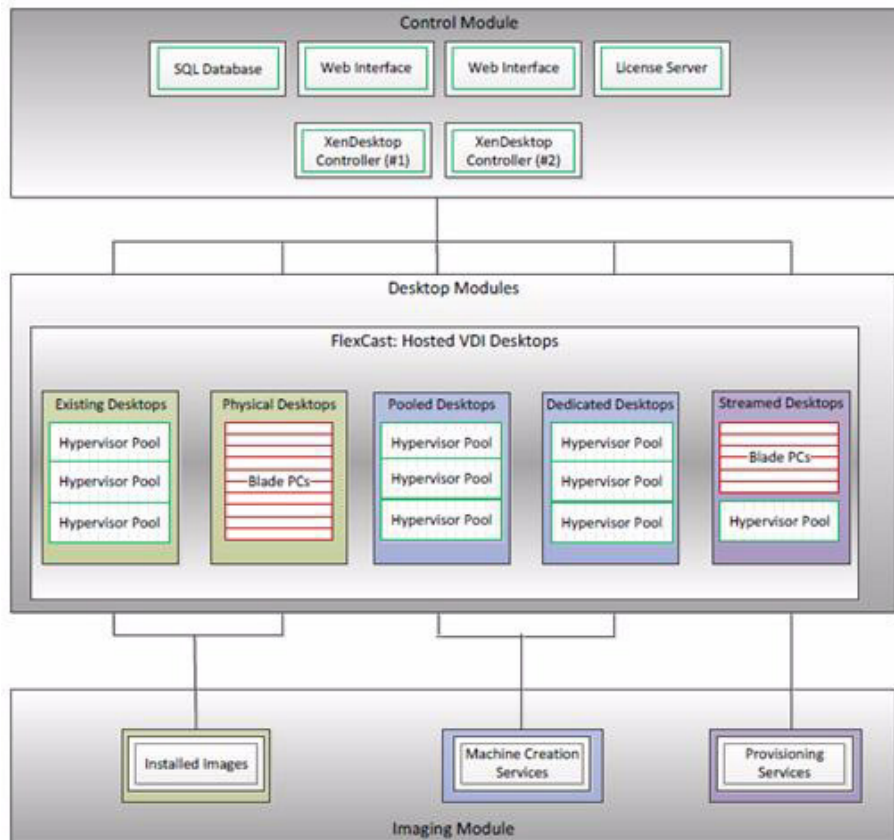 Control Module
SQL Database
Web Interface
Web Interface
License Server
XenDesktop
Controller (#1)
XenDesktop
Controller (#2)
Desktop Modules
FlexCast: Hosted VDI Desktops
Existing Desktops
Hypervisor Pool
Hypervisor Pool
Hypervisor Pool
Physical Desktops
Blade PCs
Pooled Desktops
Hypervisor Pool
Hypervisor Pool
Hypervisor Pool
Dedicated Desktops
Hypervisor Pool
Hypervisor Pool
Hypervisor Pool
Streamed Desktops
Blade PCs
Hypervisor Pool
Installed Images
Machine Creation
Services
Provisioning
Services
Imaging Module